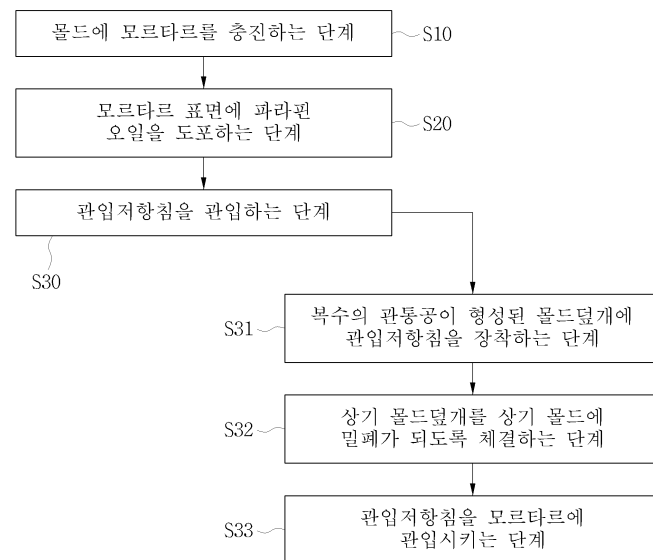 몰드에 모르타르를 충진하는 단계
S10
모르타르 표면에 파라핀
오일을 도포하는 단계
S20
관입저항침을 관입하는 단계
S30
복수의 관통공이 형성된 몰드덮개에
관입저항침을 장착하는 단계
S31
상기 몰드덮개를 상기 몰드에
밀폐가 되도록 체결하는 단계
S32
관입저항침을 모르타르에
관입시키는 단계
S33